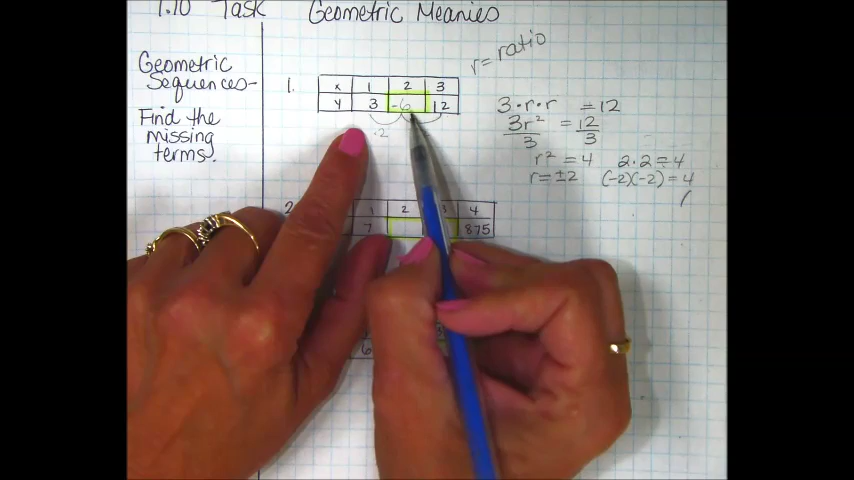 1.10 Task Geometric Meanies
Geometric
Sequences-
Find the
missing
terms.
r= ratio
1.
x 1 2 3
y 3 -6 12
·2
3·r·r =12
3r² = 12
3 3
r² = 4 2·2=4
r=±2 (-2)(-2)=4
(
2
1 2 3 4
7 875
6